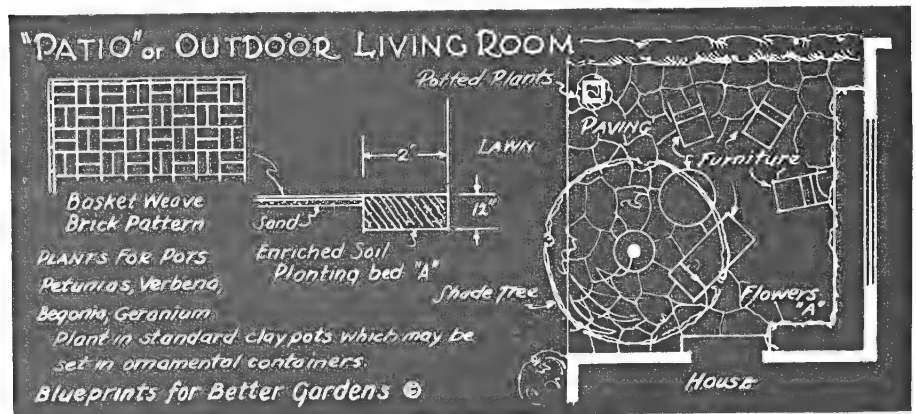 "PATIO" or OUTDOOR LIVING ROOM
Potted Plants
PAVING
LAWN
2'
Furniture
12"
Basket Weave
Brick Pattern
Sand
Enriched Soil
Planting bed "A"
PLANTS FOR POTS
Petunias, Verbena,
Begonia, Geranium
Plant in standard clay pots which may be
set in ornamental containers.
Shade Tree
Flowers
"A"
Blueprints for Better Gardens ©
HOUSE